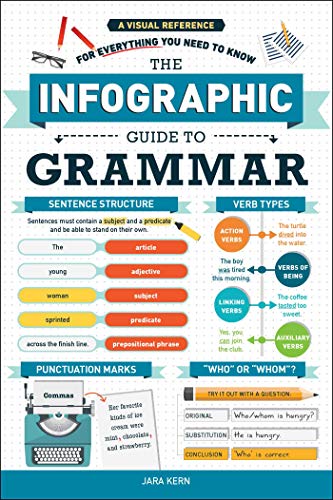 A VISUAL REFERENCE
FOR EVERYTHING YOU NEED TO KNOW
THE
INFOGRAPHIC
GUIDE TO
GRAMMAR
SENTENCE STRUCTURE
Sentences must contain a subject and a predicate
and be able to stand on their own.
The article
young adjective
woman subject
sprinted predicate
across the finish line. prepositional phrase
VERB TYPES
ACTION
VERBS
The turtle
dived into
the water.
The boy
was tired
this morning.
VERBS OF
BEING
LINKING
VERBS
The coffee
tasted too
sweet.
Yes, you
can join
the club.
AUXILIARY
VERBS
PUNCTUATION MARKS
Commas
Her favorite
kinds of ice
cream were
mint, chocolate,
and strawberry.
"WHO" OR "WHOM"?
TRY IT OUT WITH A QUESTION:
ORIGINAL Who/whom is hungry?
SUBSTITUTION He is hungry.
CONCLUSION "Who" is correct.
JARA KERN